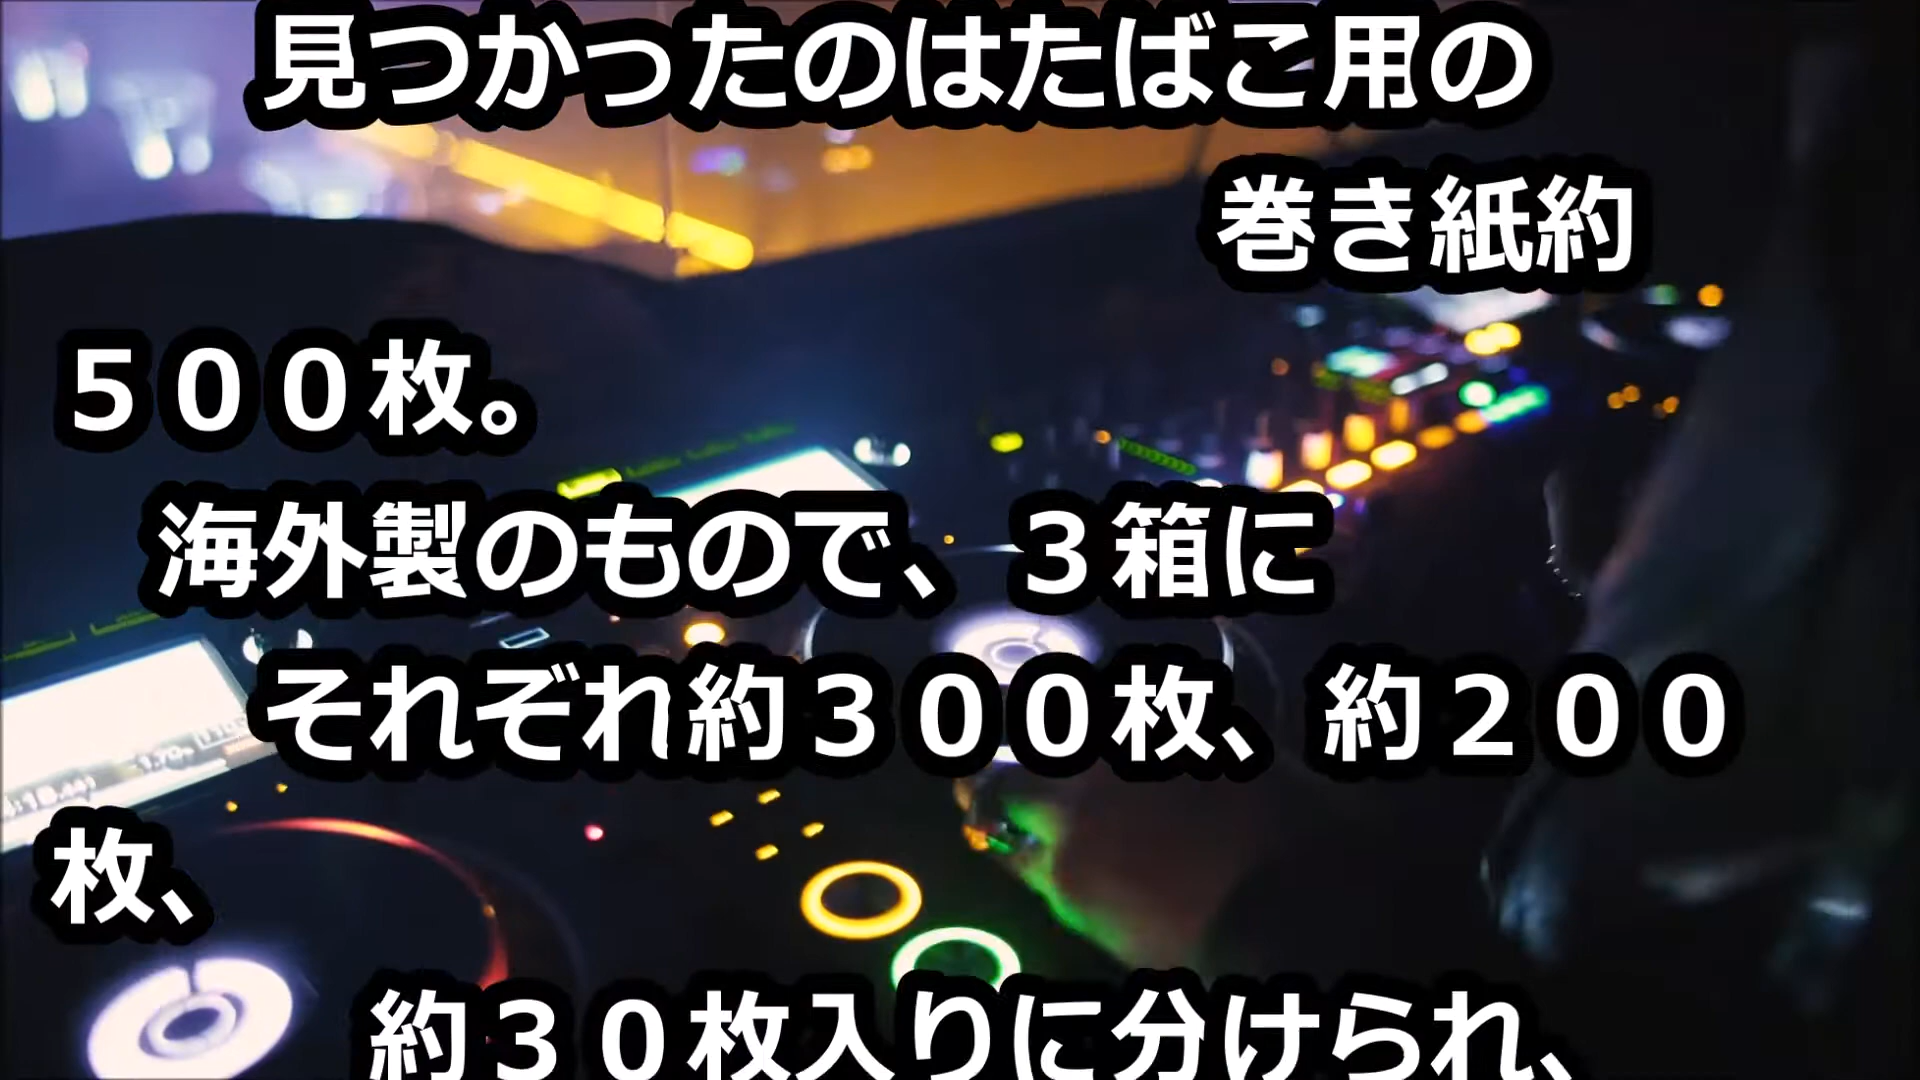 見つかったのはたばこ用の
巻き紙約
５００枚。
海外製のもので、３箱に
それぞれ約３００枚、約２００
枚、
約３０枚入りに分けられ、